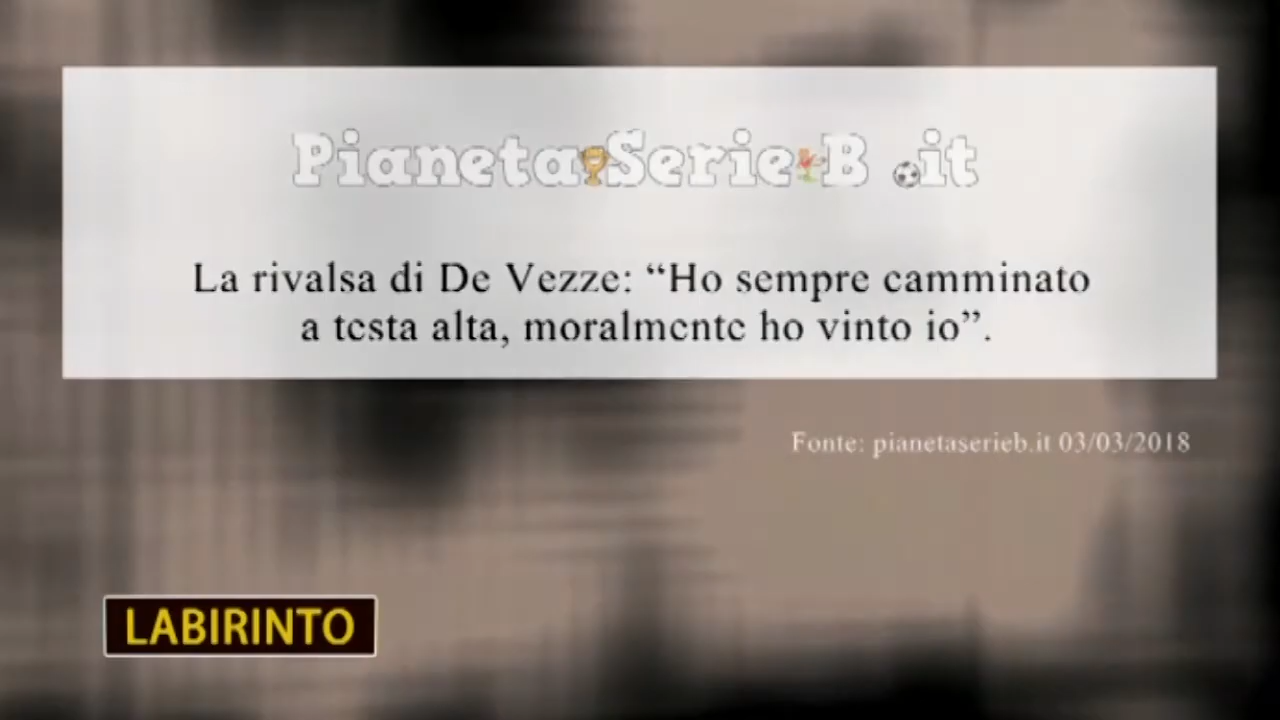 PianetaSerieB.it
La rivalsa di De Vezze: “Ho sempre camminato
a testa alta, moralmente ho vinto io”.
Fonte: pianetaserieb.it 03/03/2018
LABIRINTO